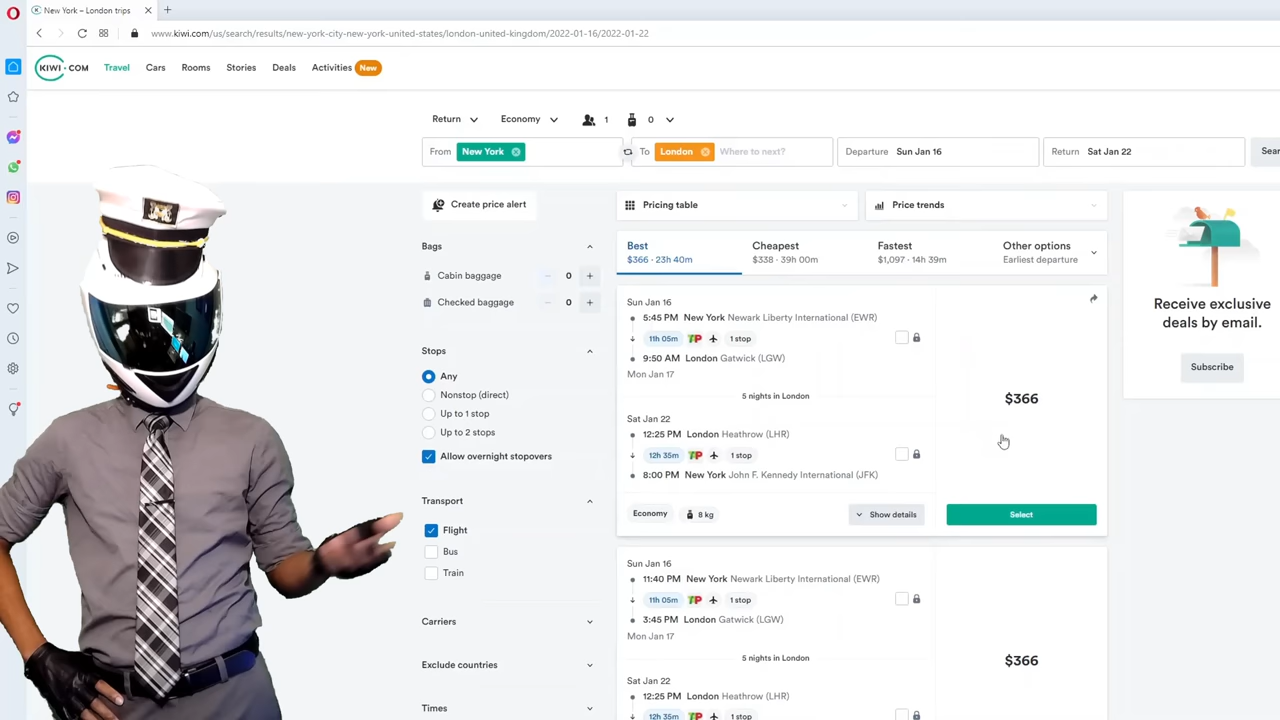 New York – London trips
www.kiwi.com/us/search/results/new-york-city-new-york-united-states/london-united-kingdom/2022-01-16/2022-01-22
KIWI•COM Travel Cars Rooms Stories Deals Activities New
Return Economy 1 0
From New York To London Where to next? Departure Sun Jan 16 Return Sat Jan 22
Create price alert
Pricing table
Price trends
Bags
Cabin baggage 0
Checked baggage 0
Stops
Any
Nonstop (direct)
Up to 1 stop
Up to 2 stops
Allow overnight stopovers
Transport
Flight
Bus
Train
Carriers
Exclude countries
Times
Best
$366 · 23h 40m
Cheapest
$338 · 39h 00m
Fastest
$1,097 · 14h 39m
Other options
Earliest departure
Sun Jan 16
5:45 PM New York Newark Liberty International (EWR)
11h 05m TP 1 stop
9:50 AM London Gatwick (LGW)
Mon Jan 17
5 nights in London
Sat Jan 22
12:25 PM London Heathrow (LHR)
12h 35m TP 1 stop
8:00 PM New York John F. Kennedy International (JFK)
Economy 8 kg Show details
$366
Select
Sun Jan 16
11:40 PM New York Newark Liberty International (EWR)
11h 05m TP 1 stop
3:45 PM London Gatwick (LGW)
Mon Jan 17
5 nights in London
Sat Jan 22
12:25 PM London Heathrow (LHR)
12h 35m TP 1 stop
$366
Receive exclusive
deals by email.
Subscribe